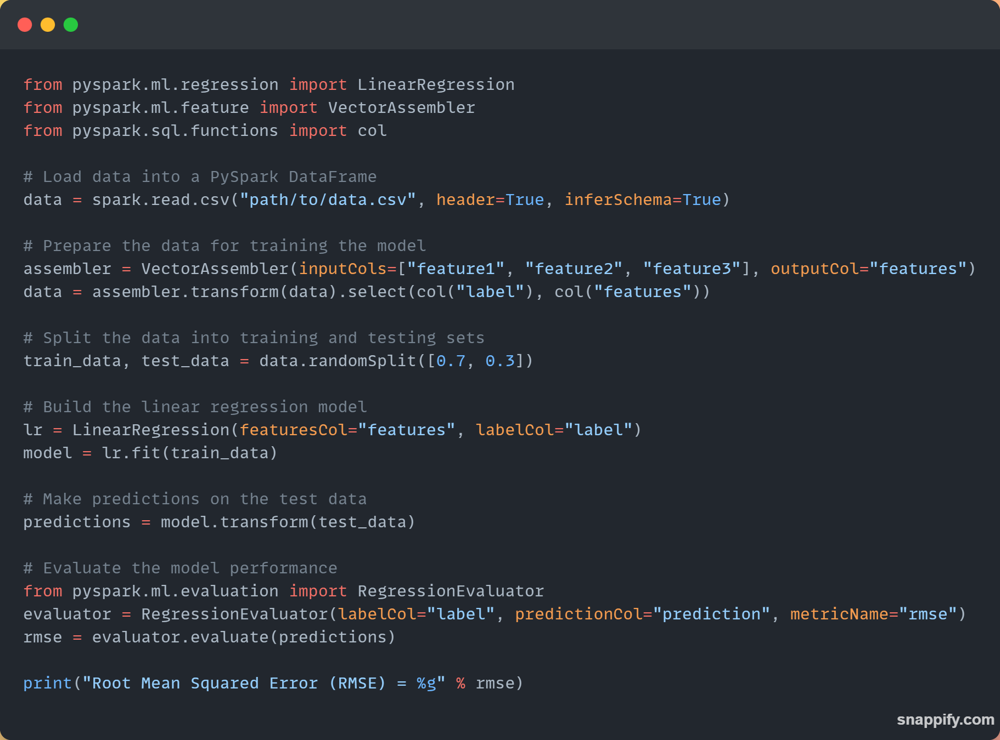 from pyspark.ml.regression import LinearRegression
from pyspark.ml.feature import VectorAssembler
from pyspark.sql.functions import col
# Load data into a PySpark DataFrame
data = spark.read.csv("path/to/data.csv", header=True, inferSchema=True)
# Prepare the data for training the model
assembler = VectorAssembler(inputCols=["feature1", "feature2", "feature3"], outputCol="features")
data = assembler.transform(data).select(col("label"), col("features"))
# Split the data into training and testing sets
train_data, test_data = data.randomSplit([0.7, 0.3])
# Build the linear regression model
lr = LinearRegression(featuresCol="features", labelCol="label")
model = lr.fit(train_data)
# Make predictions on the test data
predictions = model.transform(test_data)
# Evaluate the model performance
from pyspark.ml.evaluation import RegressionEvaluator
evaluator = RegressionEvaluator(labelCol="label", predictionCol="prediction", metricName="rmse")
rmse = evaluator.evaluate(predictions)
print("Root Mean Squared Error (RMSE) = %g" % rmse)
snappify.com